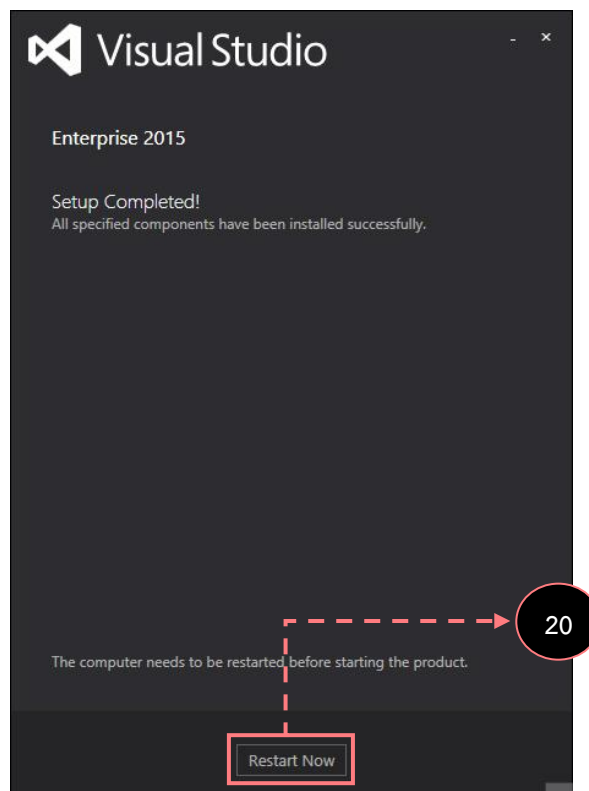 Visual Studio
Enterprise 2015
Setup Completed!
All specified components have been installed successfully.
20
The computer needs to be restarted before starting the product.
Restart Now